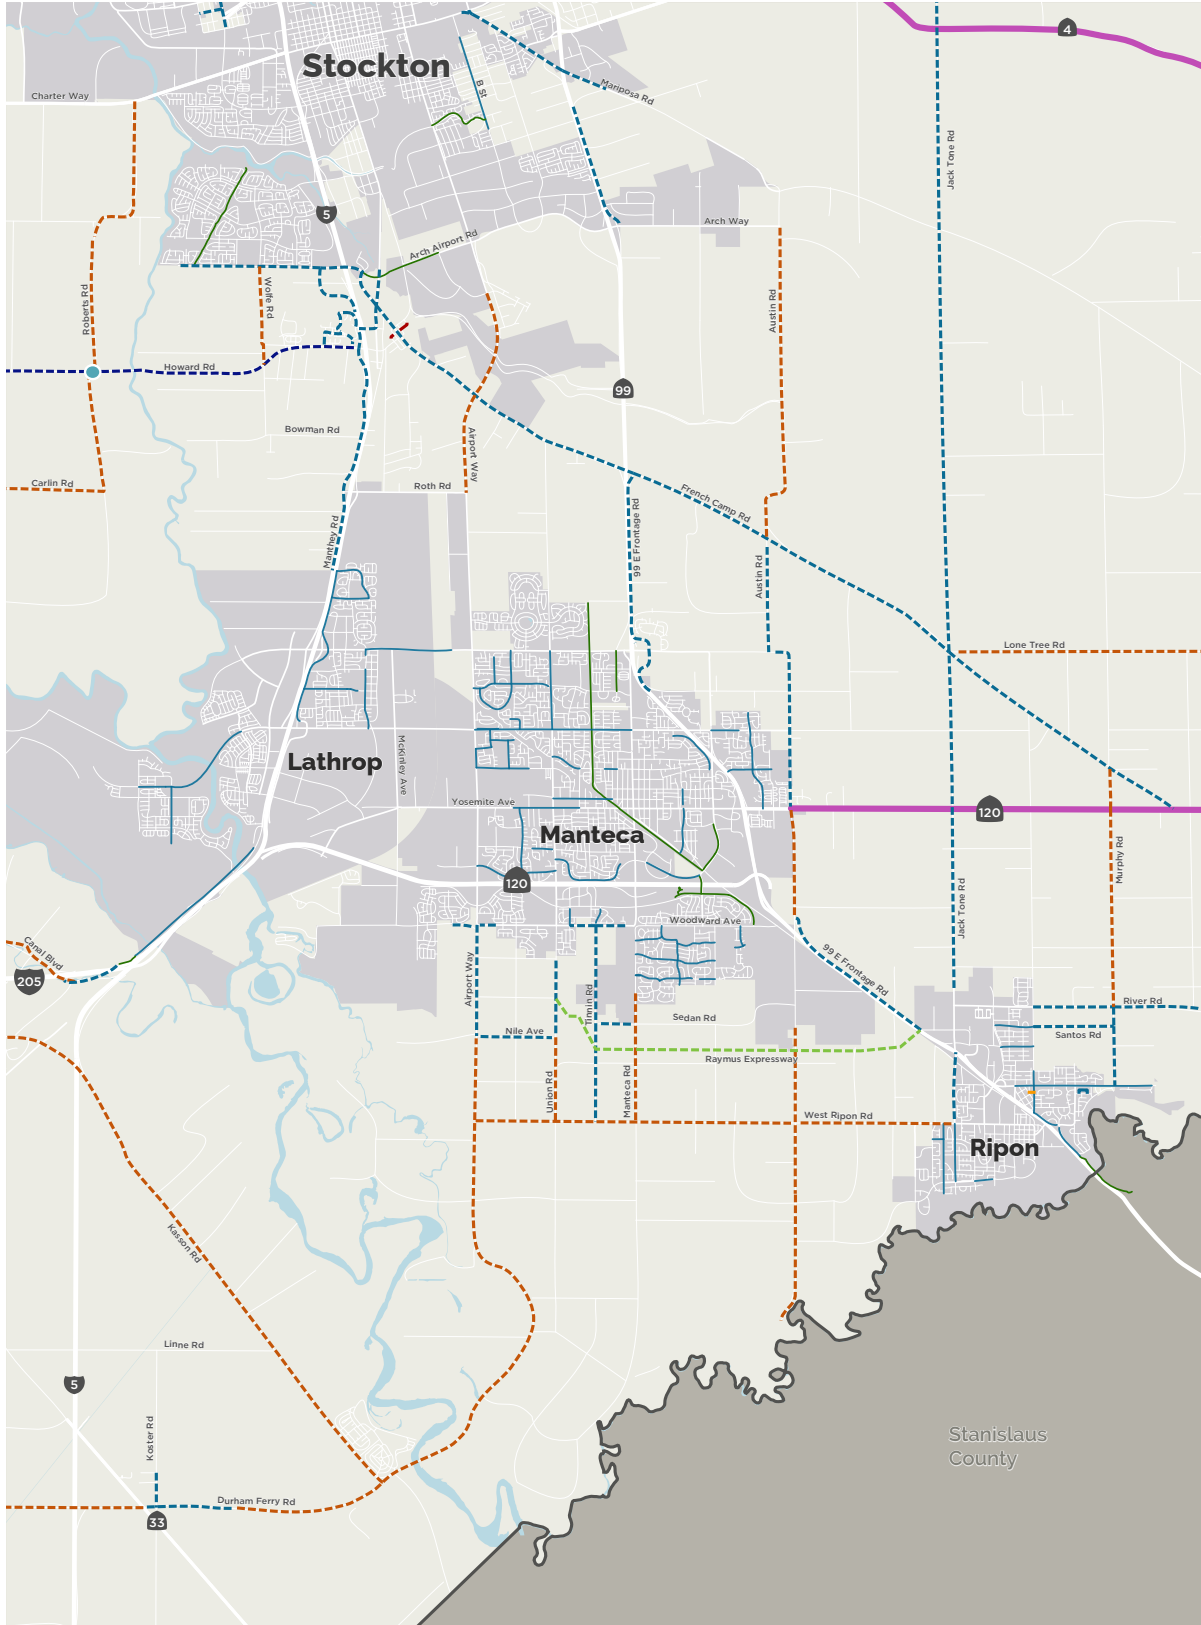 4
Stockton
B St
Mariposa Rd
Charter Way
Jack Tone Rd
5
Arch Way
Arch Airport Rd
Wolfe Rd
Roberts Rd
Austin Rd
Howard Rd
99
Bowman Rd
Airport Way
Carlin Rd
Roth Rd
French Camp Rd
Manthey Rd
99 E Frontage Rd
Austin Rd
Lone Tree Rd
McKinley Ave
Lathrop
Yosemite Ave
120
Manteca
Murphy Rd
120
Jack Tone Rd
Woodward Ave
Canal Blvd
99 E Frontage Rd
205
Airport Way
Tinnin Rd
River Rd
Sedan Rd
Nile Ave
Santos Rd
Raymus Expressway
Union Rd
Manteca Rd
West Ripon Rd
Ripon
Kasson Rd
Linne Rd
5
Koster Rd
Stanislaus
County
Durham Ferry Rd
33